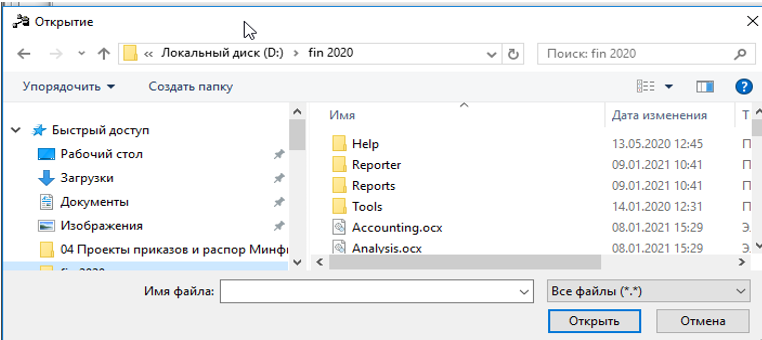 Открытие
« Локальный диск (D:) › fin 2020
Поиск: fin 2020
Упорядочить
Создать папку
Быстрый доступ
Рабочий стол
Загрузки
Документы
Изображения
04 Проекты приказов и распор Минф
fin 2020
Имя
Дата изменения
Т
Help
13.05.2020 12:45
П
Reporter
09.01.2021 10:41
П
Reports
09.01.2021 10:41
П
Tools
14.01.2020 12:31
П
Accounting.ocx
08.01.2021 15:29
Э
Analysis.ocx
08.01.2021 15:29
Э
Имя файла:
Все файлы (*.*)
Открыть
Отмена